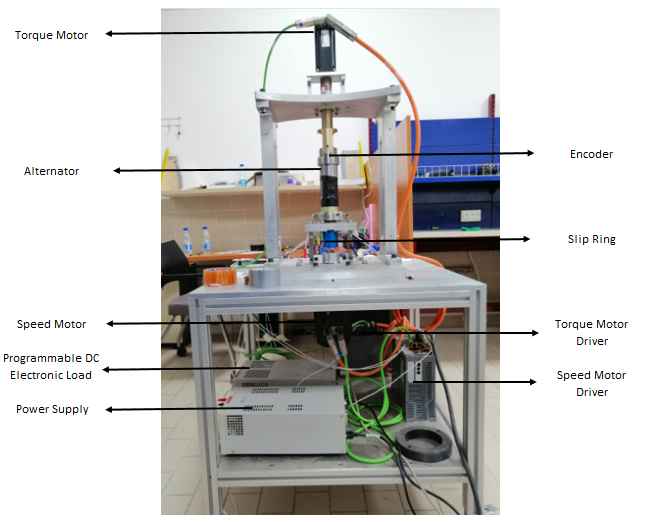 Torque Motor
Alternator
Encoder
Slip Ring
Speed Motor
Programmable DC
Electronic Load
Power Supply
Torque Motor
Driver
Speed Motor
Driver